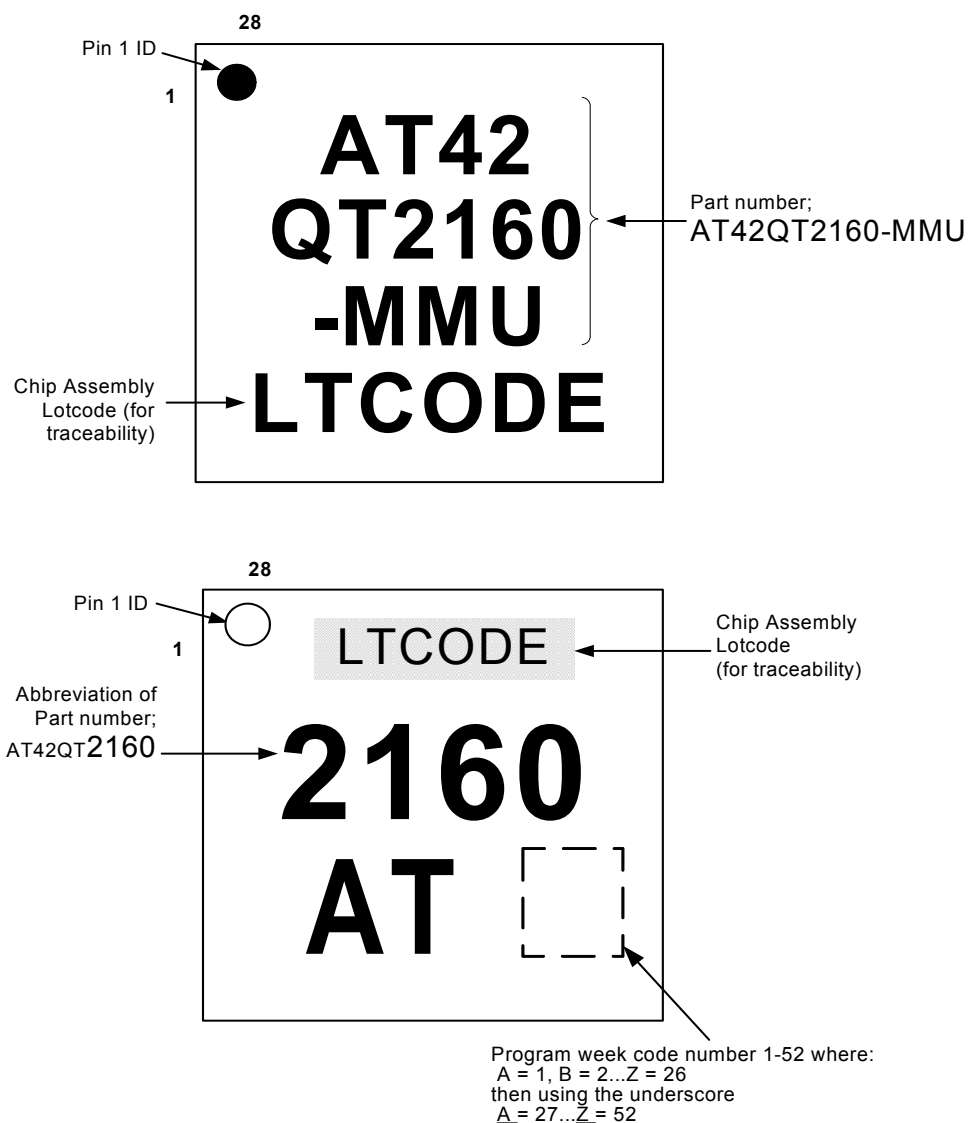 28
Pin 1 ID
1
AT42
QT2160
-MMU
LTCODE
Part number;
AT42QT2160-MMU
Chip Assembly
Lotcode (for
traceability)
28
Pin 1 ID
1
LTCODE
Chip Assembly
Lotcode
(for traceability)
Abbreviation of
Part number;
AT42QT2160
2160
AT
Program week code number 1-52 where:
A = 1, B = 2...Z = 26
then using the underscore
A = 27...Z = 52